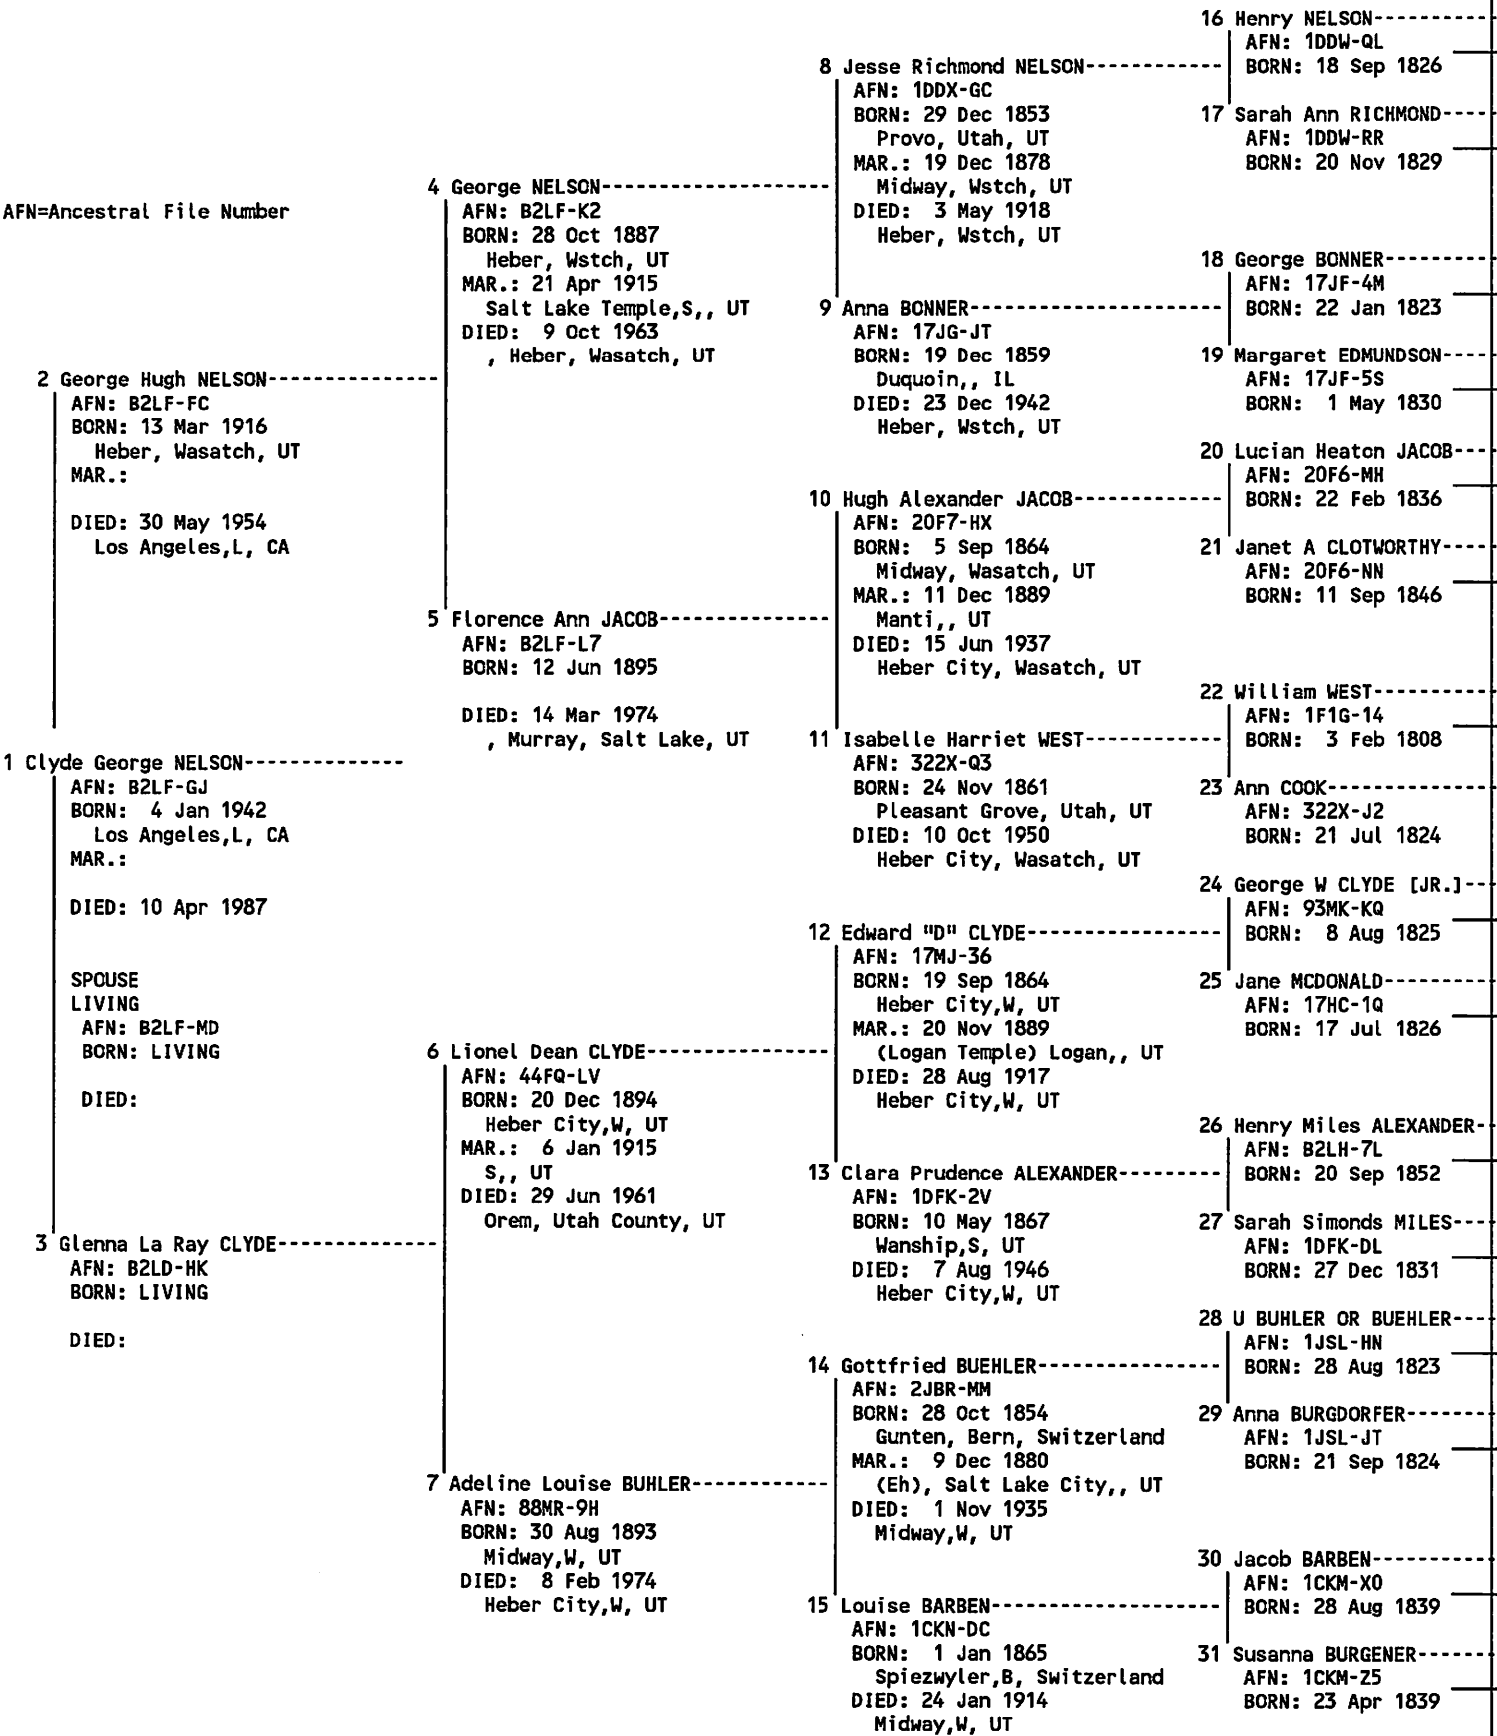 AFN=Ancestral File Number
1 Clyde George NELSON--------------
AFN: B2LF-GJ
BORN: 4 Jan 1942
Los Angeles,L, CA
MAR.:
DIED: 10 Apr 1987
SPOUSE
LIVING
AFN: B2LF-MD
BORN: LIVING
DIED:
2 George Hugh NELSON---------------
AFN: B2LF-FC
BORN: 13 Mar 1916
Heber, Wasatch, UT
MAR.:
DIED: 30 May 1954
Los Angeles,L, CA
3 Glenna La Ray CLYDE--------------
AFN: B2LD-HK
BORN: LIVING
DIED:
4 George NELSON--------------------
AFN: B2LF-K2
BORN: 28 Oct 1887
Heber, Wstch, UT
MAR.: 21 Apr 1915
Salt Lake Temple,S,, UT
DIED: 9 Oct 1963
, Heber, Wasatch, UT
5 Florence Ann JACOB---------------
AFN: B2LF-L7
BORN: 12 Jun 1895
DIED: 14 Mar 1974
, Murray, Salt Lake, UT
6 Lionel Dean CLYDE----------------
AFN: 44FQ-LV
BORN: 20 Dec 1894
Heber City,W, UT
MAR.: 6 Jan 1915
S,, UT
DIED: 29 Jun 1961
Orem, Utah County, UT
7 Adeline Louise BUHLER------------
AFN: 88MR-9H
BORN: 30 Aug 1893
Midway,W, UT
DIED: 8 Feb 1974
Heber City,W, UT
8 Jesse Richmond NELSON------------
AFN: 1DDX-GC
BORN: 29 Dec 1853
Provo, Utah, UT
MAR.: 19 Dec 1878
Midway, Wstch, UT
DIED: 3 May 1918
Heber, Wstch, UT
9 Anna BONNER----------------------
AFN: 17JG-JT
BORN: 19 Dec 1859
Duquoin,, IL
DIED: 23 Dec 1942
Heber, Wstch, UT
10 Hugh Alexander JACOB-------------
AFN: 20F7-HX
BORN: 5 Sep 1864
Midway, Wasatch, UT
MAR.: 11 Dec 1889
Manti,, UT
DIED: 15 Jun 1937
Heber City, Wasatch, UT
11 Isabelle Harriet WEST------------
AFN: 322X-Q3
BORN: 24 Nov 1861
Pleasant Grove, Utah, UT
DIED: 10 Oct 1950
Heber City, Wasatch, UT
12 Edward "D" CLYDE-----------------
AFN: 17MJ-36
BORN: 19 Sep 1864
Heber City,W, UT
MAR.: 20 Nov 1889
(Logan Temple) Logan,, UT
DIED: 28 Aug 1917
Heber City,W, UT
13 Clara Prudence ALEXANDER---------
AFN: 1DFK-2V
BORN: 10 May 1867
Wanship,S, UT
DIED: 7 Aug 1946
Heber City,W, UT
14 Gottfried BUEHLER----------------
AFN: 2JBR-MM
BORN: 28 Oct 1854
Gunten, Bern, Switzerland
MAR.: 9 Dec 1880
(Eh), Salt Lake City,, UT
DIED: 1 Nov 1935
Midway,W, UT
15 Louise BARBEN--------------------
AFN: 1CKN-DC
BORN: 1 Jan 1865
Spiezwyler,B, Switzerland
DIED: 24 Jan 1914
Midway,W, UT
16 Henry NELSON-----------
AFN: 1DDW-QL
BORN: 18 Sep 1826
17 Sarah Ann RICHMOND-----
AFN: 1DDW-RR
BORN: 20 Nov 1829
18 George BONNER----------
AFN: 17JF-4M
BORN: 22 Jan 1823
19 Margaret EDMUNDSON-----
AFN: 17JF-5S
BORN: 1 May 1830
20 Lucian Heaton JACOB----
AFN: 20F6-MH
BORN: 22 Feb 1836
21 Janet A CLOTWORTHY-----
AFN: 20F6-NN
BORN: 11 Sep 1846
22 William WEST-----------
AFN: 1F1G-14
BORN: 3 Feb 1808
23 Ann COOK---------------
AFN: 322X-J2
BORN: 21 Jul 1824
24 George W CLYDE [JR.]---
AFN: 93MK-KQ
BORN: 8 Aug 1825
25 Jane MCDONALD----------
AFN: 17HC-1Q
BORN: 17 Jul 1826
26 Henry Miles ALEXANDER--
AFN: B2LH-7L
BORN: 20 Sep 1852
27 Sarah Simonds MILES----
AFN: 1DFK-DL
BORN: 27 Dec 1831
28 U BUHLER OR BUEHLER----
AFN: 1JSL-HN
BORN: 28 Aug 1823
29 Anna BURGDORFER--------
AFN: 1JSL-JT
BORN: 21 Sep 1824
30 Jacob BARBEN-----------
AFN: 1CKM-X0
BORN: 28 Aug 1839
31 Susanna BURGENER-------
AFN: 1CKM-Z5
BORN: 23 Apr 1839